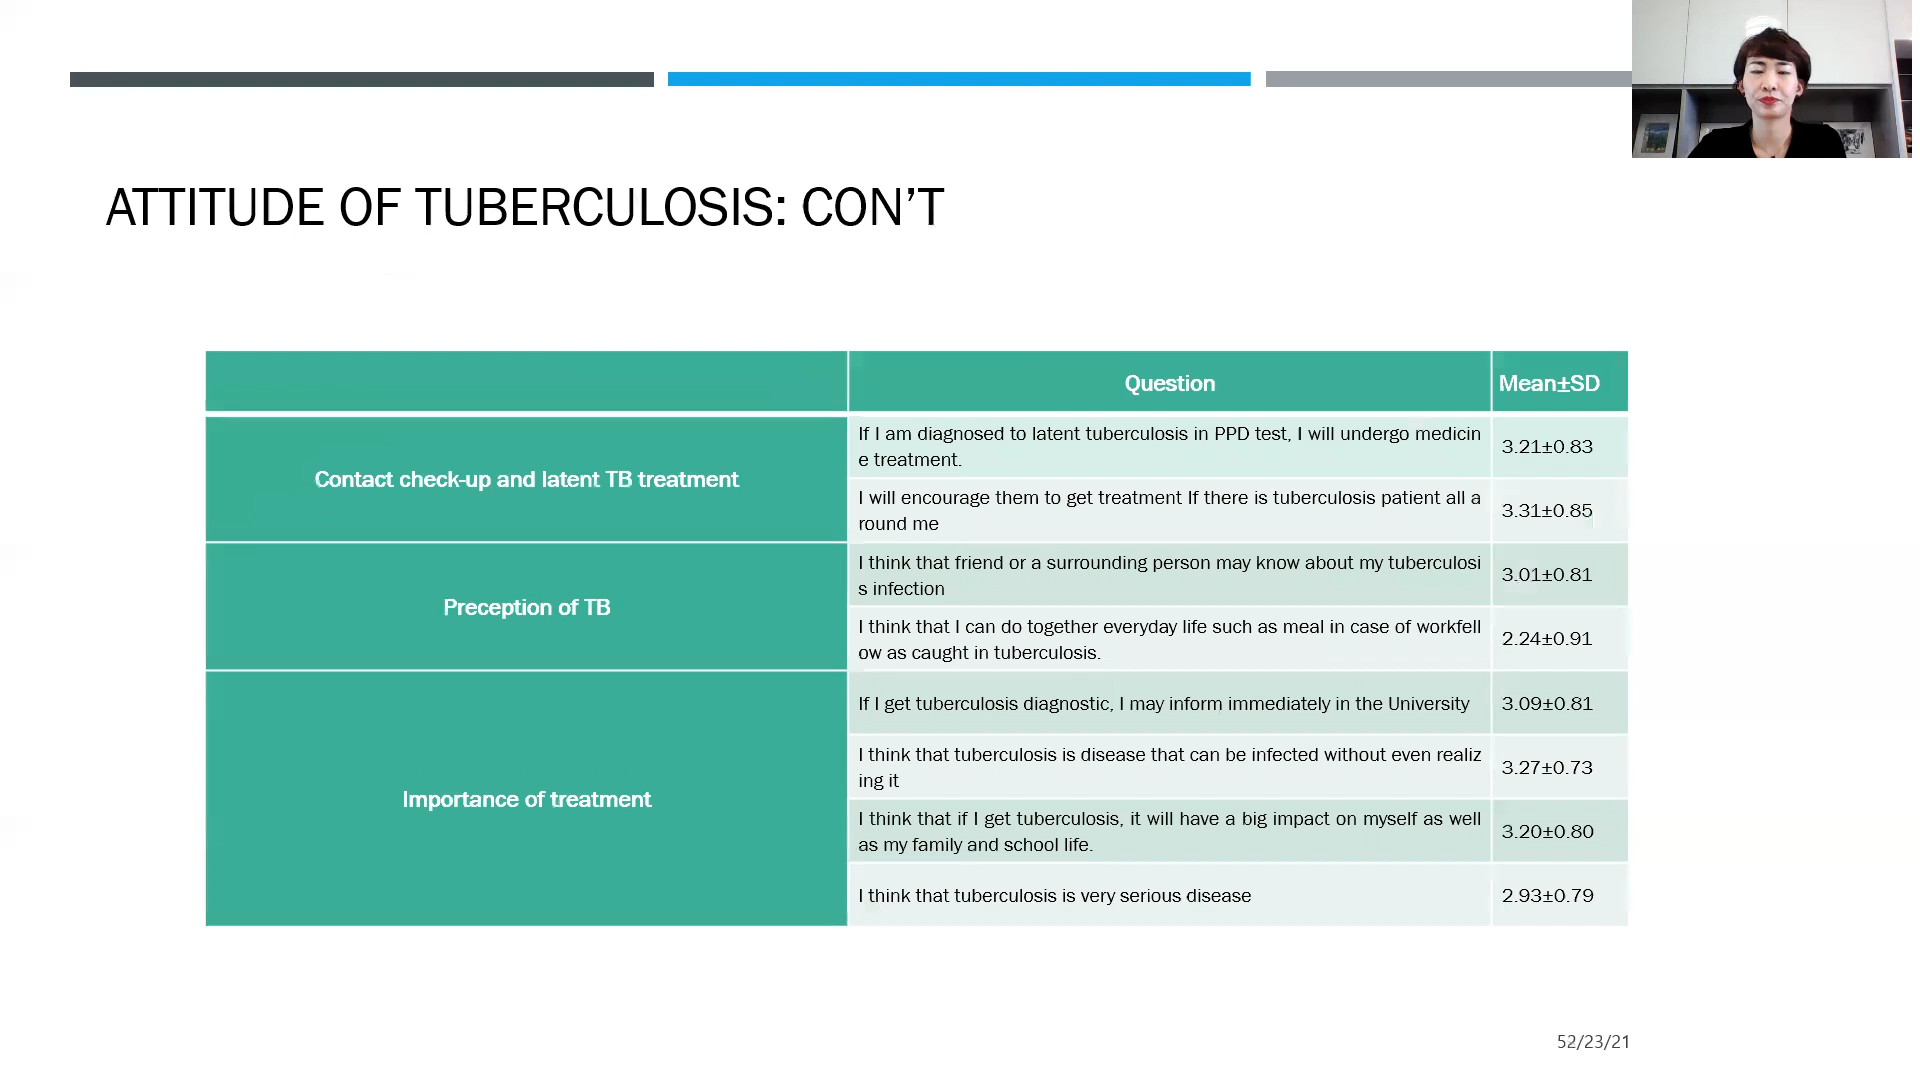 ATTITUDE OF TUBERCULOSIS: CON’T
Question
Mean±SD
Contact check-up and latent TB treatment
If I am diagnosed to latent tuberculosis in PPD test, I will undergo medicin
e treatment.
3.21±0.83
I will encourage them to get treatment If there is tuberculosis patient all a
round me
3.31±0.85
Preception of TB
I think that friend or a surrounding person may know about my tuberculosi
s infection
3.01±0.81
I think that I can do together everyday life such as meal in case of workfell
ow as caught in tuberculosis.
2.24±0.91
Importance of treatment
If I get tuberculosis diagnostic, I may inform immediately in the University
3.09±0.81
I think that tuberculosis is disease that can be infected without even realiz
ing it
3.27±0.73
I think that if I get tuberculosis, it will have a big impact on myself as well
as my family and school life.
3.20±0.80
I think that tuberculosis is very serious disease
2.93±0.79
52/23/21